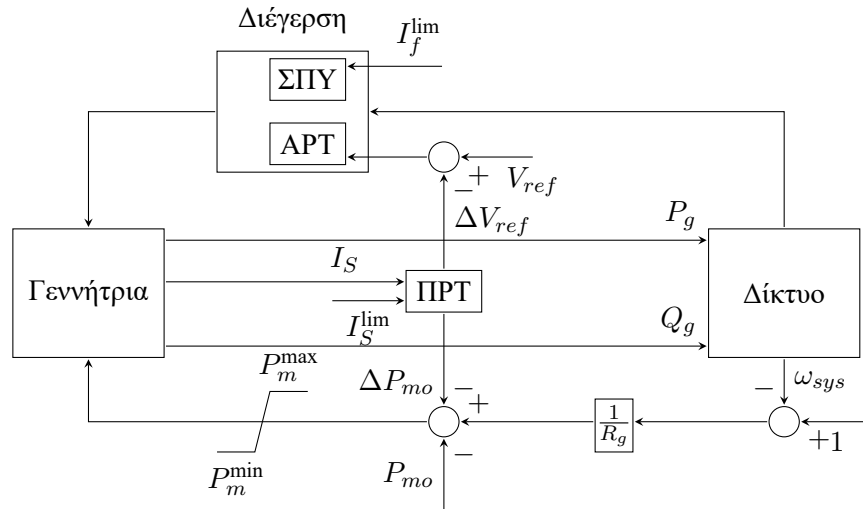 Διέγερση
I_f^lim
ΣΠΥ
ΑΡΤ
+
V_ref
−
ΔV_ref
P_g
Γεννήτρια
I_S
ΠΡΤ
Δίκτυο
I_S^lim
Q_g
P_m^max
ΔP_mo
−
+
−
ω_sys
1/R_g
+1
P_m^min
−
P_mo